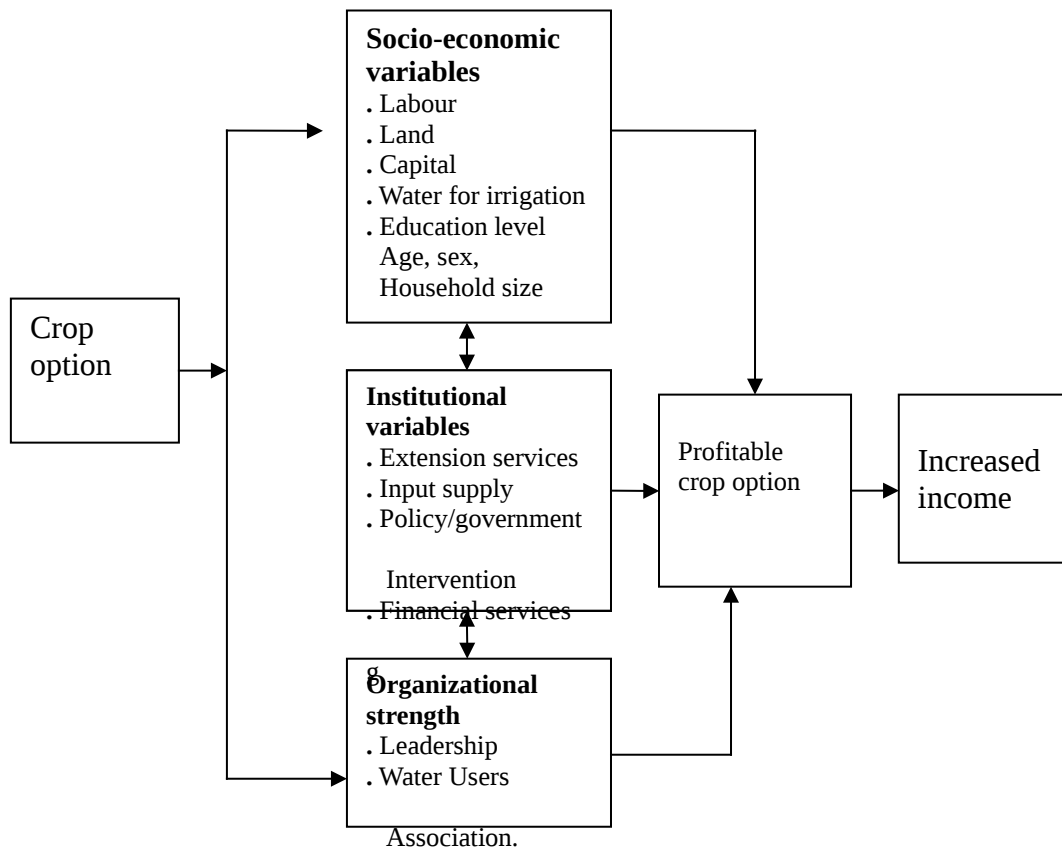 Socio-economic
variables
. Labour
. Land
. Capital
. Water for irrigation
. Education level
Age, sex,
Household size
Crop
option
Institutional
variables
. Extension services
. Input supply
. Policy/government
Intervention
. Financial services
g
Organizational
strength
. Leadership
. Water Users
Association.
Profitable
crop option
Increased
income